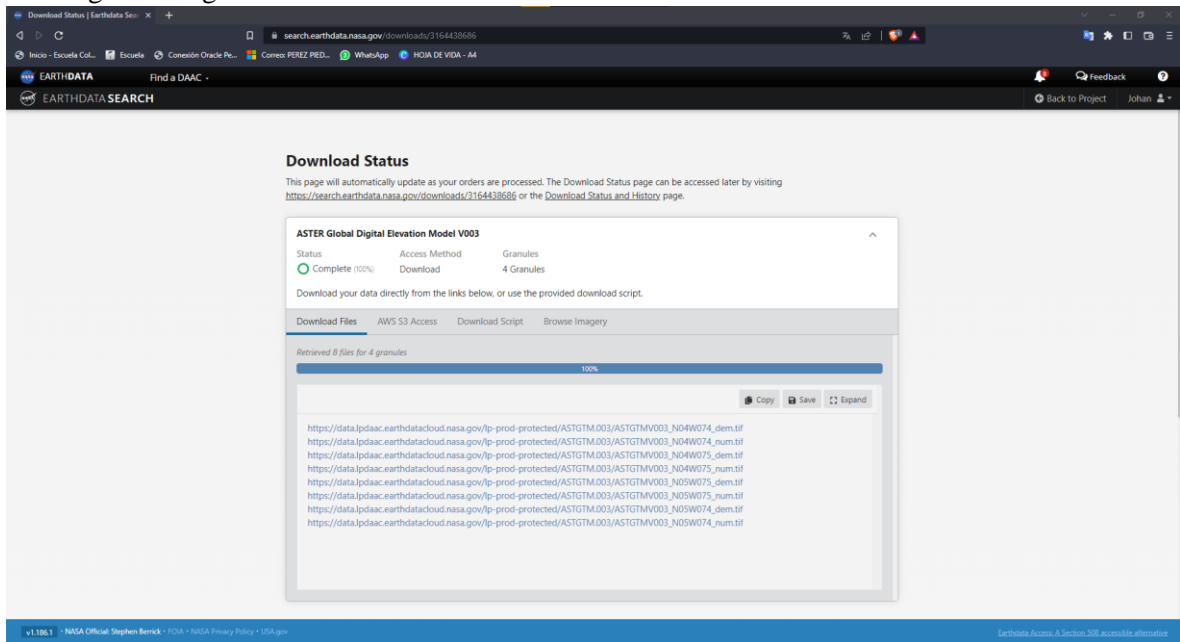 Download Status | Earthdata Sear
search.earthdata.nasa.gov/downloads/3164438686
Inicio - Escuela Col... Escuela Conexión Oracle Pe... Correo: PEREZ PIED... WhatsApp HOJA DE VIDA - A4
EARTHDATA Find a DAAC Feedback
EARTHDATA SEARCH Back to Project Johan
Download Status
This page will automatically update as your orders are processed. The Download Status page can be accessed later by visiting
https://search.earthdata.nasa.gov/downloads/3164438686 or the Download Status and History page.
ASTER Global Digital Elevation Model V003
Status Access Method Granules
Complete (100%) Download 4 Granules
Download your data directly from the links below, or use the provided download script.
Download Files AWS S3 Access Download Script Browse Imagery
Retrieved 8 files for 4 granules
100%
Copy Save Expand
https://data.lpdaac.earthdatacloud.nasa.gov/lp-prod-protected/ASTGTM.003/ASTGTMV003_N04W074_dem.tif
https://data.lpdaac.earthdatacloud.nasa.gov/lp-prod-protected/ASTGTM.003/ASTGTMV003_N04W074_num.tif
https://data.lpdaac.earthdatacloud.nasa.gov/lp-prod-protected/ASTGTM.003/ASTGTMV003_N04W075_dem.tif
https://data.lpdaac.earthdatacloud.nasa.gov/lp-prod-protected/ASTGTM.003/ASTGTMV003_N04W075_num.tif
https://data.lpdaac.earthdatacloud.nasa.gov/lp-prod-protected/ASTGTM.003/ASTGTMV003_N05W075_dem.tif
https://data.lpdaac.earthdatacloud.nasa.gov/lp-prod-protected/ASTGTM.003/ASTGTMV003_N05W075_num.tif
https://data.lpdaac.earthdatacloud.nasa.gov/lp-prod-protected/ASTGTM.003/ASTGTMV003_N05W074_dem.tif
https://data.lpdaac.earthdatacloud.nasa.gov/lp-prod-protected/ASTGTM.003/ASTGTMV003_N05W074_num.tif
v1.186.1 • NASA Official: Stephen Berrick • FOIA • NASA Privacy Policy • USA.gov Earthdata Access: A Section 508 accessible alternative